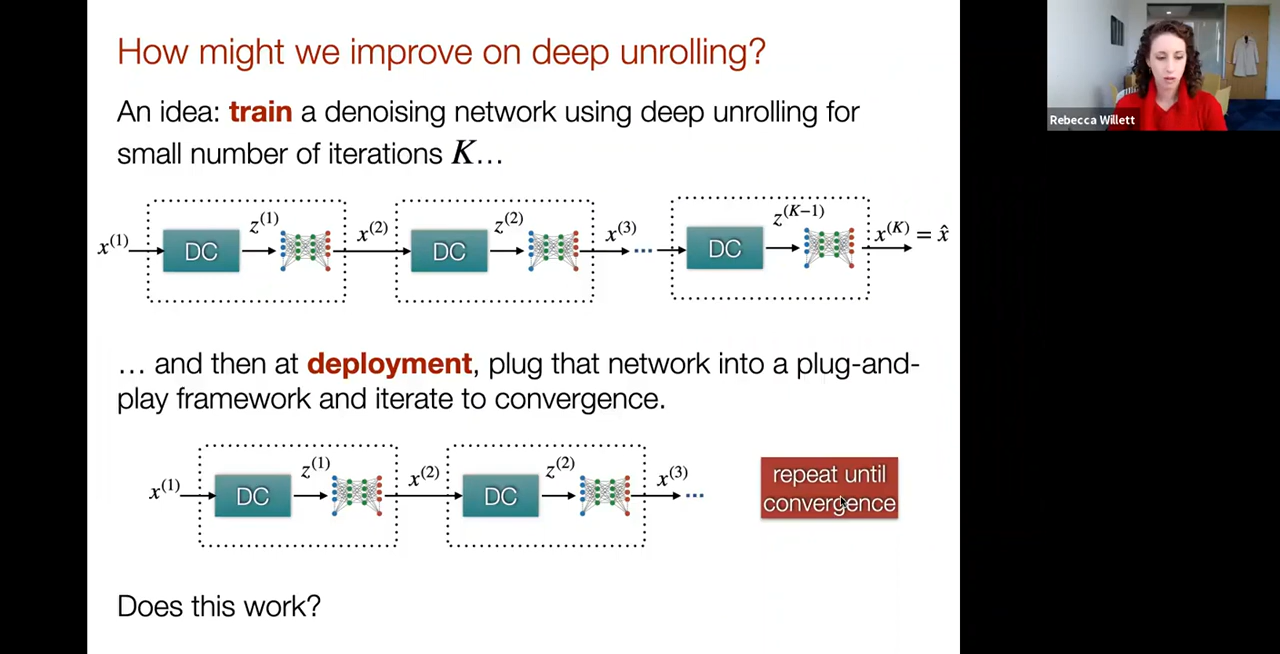 How might we improve on deep unrolling?
An idea: train a denoising network using deep unrolling for
small number of iterations K...
x^(1) DC z^(1) x^(2) DC z^(2) x^(3) ... DC z^(K−1) x^(K) = x̂
... and then at deployment, plug that network into a plug-and-
play framework and iterate to convergence.
x^(1) DC z^(1) x^(2) DC z^(2) x^(3) ...
repeat until
convergence
Does this work?
Rebecca Willett